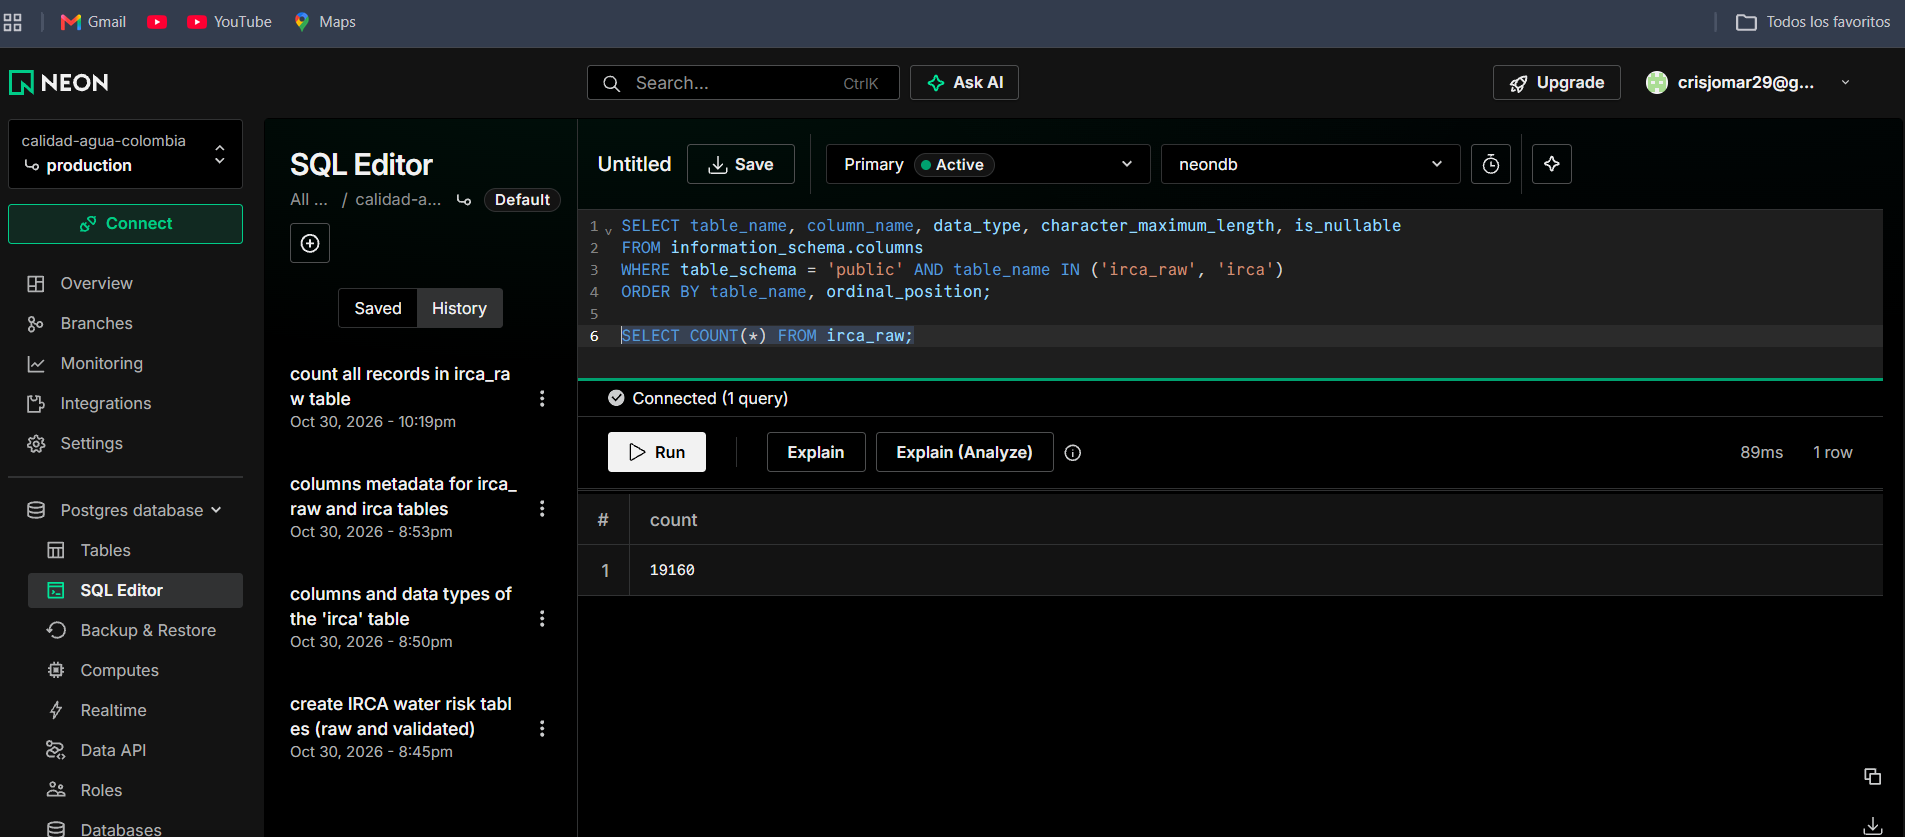 Gmail
YouTube
Maps
Todos los favoritos
NEON
Search...
CtrlK
Ask AI
Upgrade
crisjomar29@g...
calidad-agua-colombia
production
Connect
Overview
Branches
Monitoring
Integrations
Settings
Postgres database
Tables
SQL Editor
Backup & Restore
Computes
Realtime
Data API
Roles
Databases
SQL Editor
All ... / calidad-a... Default
Saved
History
count all records in irca_ra
w table
Oct 30, 2026 - 10:19pm
columns metadata for irca_
raw and irca tables
Oct 30, 2026 - 8:53pm
columns and data types of
the 'irca' table
Oct 30, 2026 - 8:50pm
create IRCA water risk tabl
es (raw and validated)
Oct 30, 2026 - 8:45pm
Untitled
Save
Primary
Active
neondb
1 SELECT table_name, column_name, data_type, character_maximum_length, is_nullable
2 FROM information_schema.columns
3 WHERE table_schema = 'public' AND table_name IN ('irca_raw', 'irca')
4 ORDER BY table_name, ordinal_position;
5
6 SELECT COUNT(*) FROM irca_raw;
Connected (1 query)
Run
Explain
Explain (Analyze)
89ms
1 row
# count
1 19160